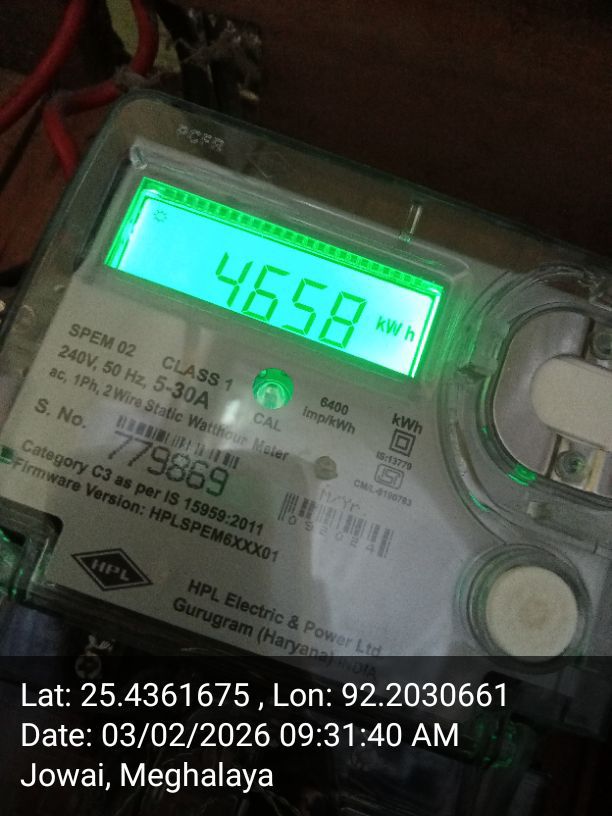 4658 kWh
SPEM 02 CLASS 1
240V, 50 Hz, 5-30A
ac, 1Ph, 2Wire Static Watthour Meter
CAL
6400
imp/kWh
kWh
IS:13779
S. No.
779869
Category C3 as per IS 15959:2011
Firmware Version: HPLSPEM6XXX01
M/Yr
HPL
HPL Electric & Power Ltd
Gurugram (Haryana) INDIA
Lat: 25.4361675 , Lon: 92.2030661
Date: 03/02/2026 09:31:40 AM
Jowai, Meghalaya